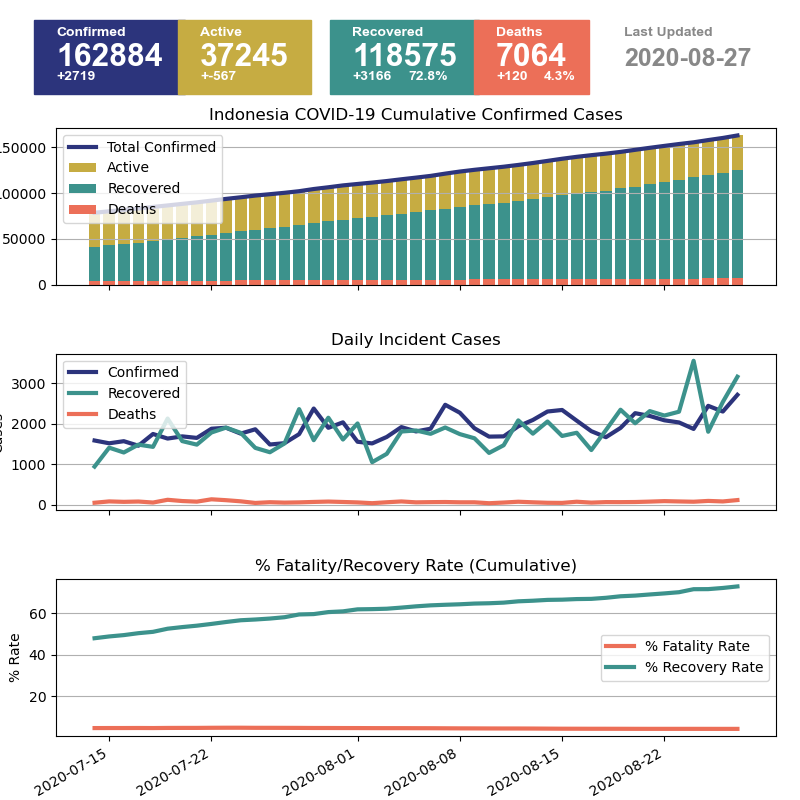 Confirmed
162884
+2719
Active
37245
+-567
Recovered
118575
+3166 72.8%
Deaths
7064
+120 4.3%
Last Updated
2020-08-27
Indonesia COVID-19 Cumulative Confirmed Cases
Total Confirmed
Active
Recovered
Deaths
150000
100000
50000
0
Daily Incident Cases
Confirmed
Recovered
Deaths
3000
2000
1000
0
Cases
% Fatality/Recovery Rate (Cumulative)
% Fatality Rate
% Recovery Rate
60
40
20
% Rate
2020-07-15
2020-07-22
2020-08-01
2020-08-08
2020-08-15
2020-08-22